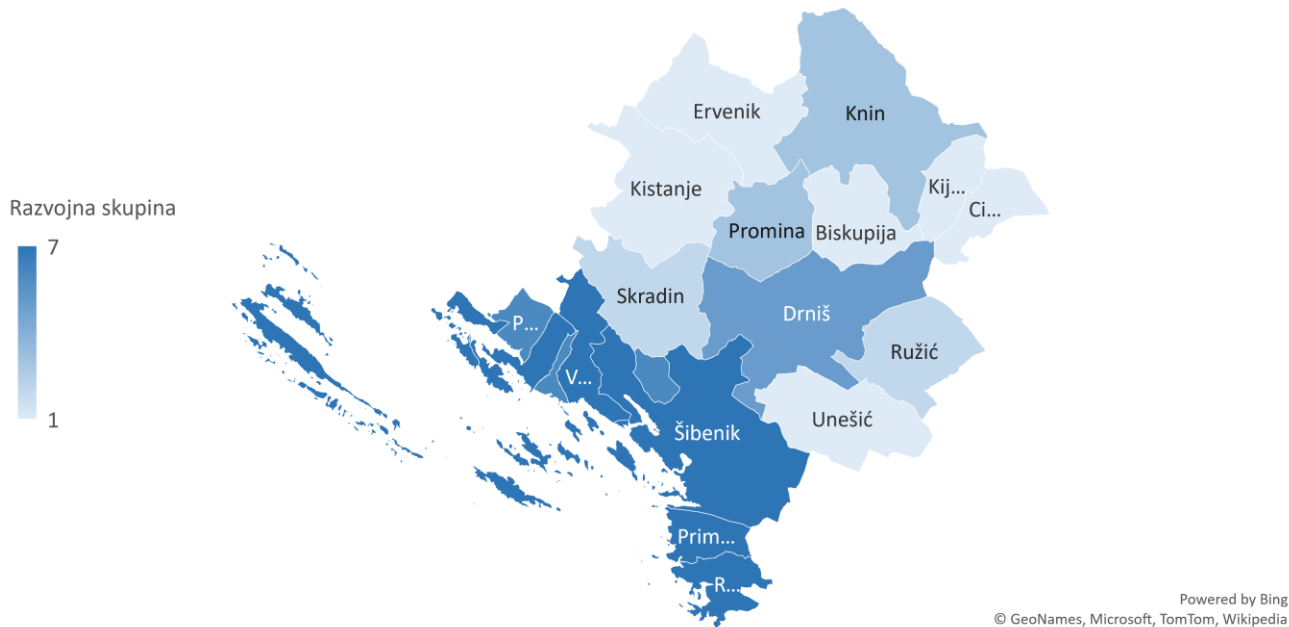 Ervenik
Knin
Kistanje
Kij...
Razvojna skupina
Ci...
Promina
Biskupija
7
Skradin
Drniš
P...
Ružić
V...
1
Unešić
Šibenik
Prim...
R...
Powered by Bing
© GeoNames, Microsoft, TomTom, Wikipedia